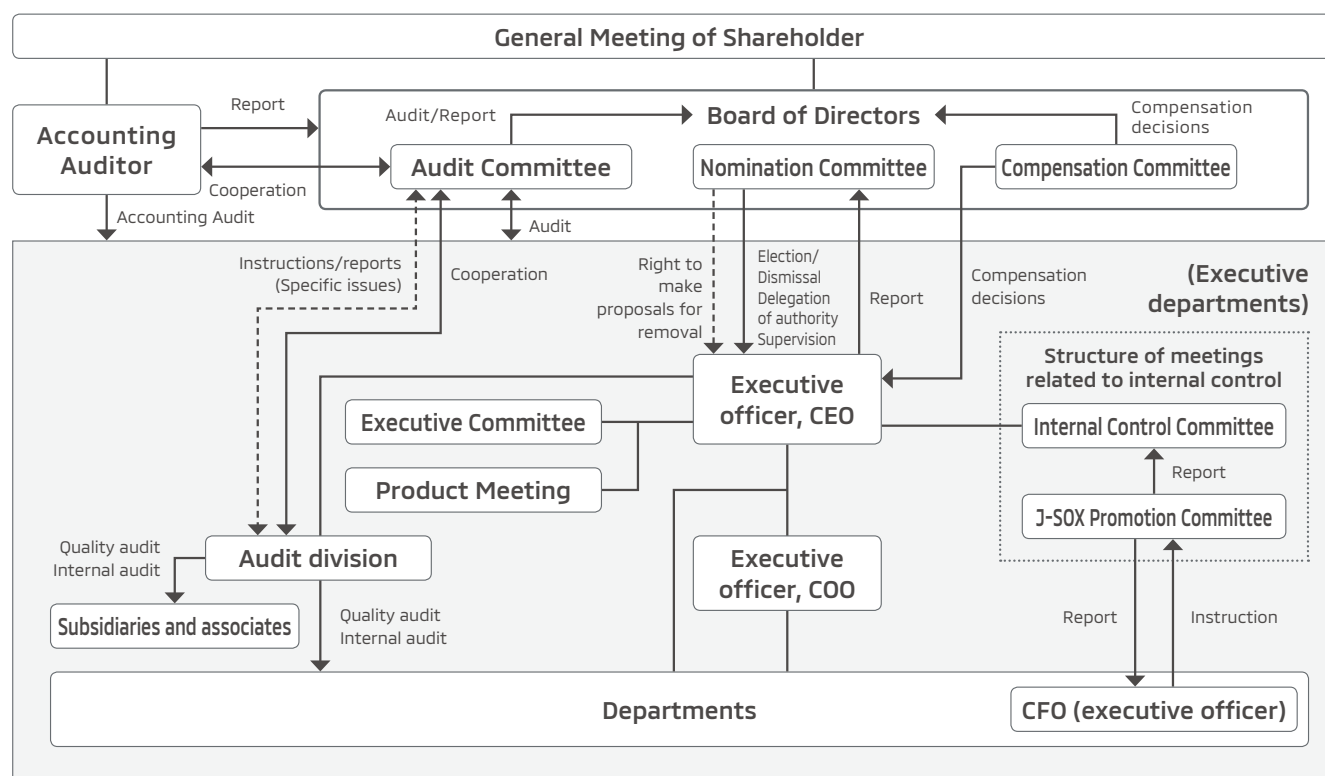 General Meeting of Shareholder
Accounting
Auditor
Report
Cooperation
Accounting Audit
Audit/Report
Board of Directors
Compensation
decisions
Audit Committee
Nomination Committee
Compensation Committee
Audit
Instructions/reports
(Specific issues)
Cooperation
Right to
make
proposals for
removal
Election/
Dismissal
Delegation
of authority
Supervision
Report
Compensation
decisions
(Executive
departments)
Structure of meetings
related to internal control
Executive
officer, CEO
Executive Committee
Product Meeting
Internal Control Committee
Report
J-SOX Promotion Committee
Quality audit
Internal audit
Audit division
Executive
officer, COO
Subsidiaries and associates
Quality audit
Internal audit
Report
Instruction
Departments
CFO (executive officer)